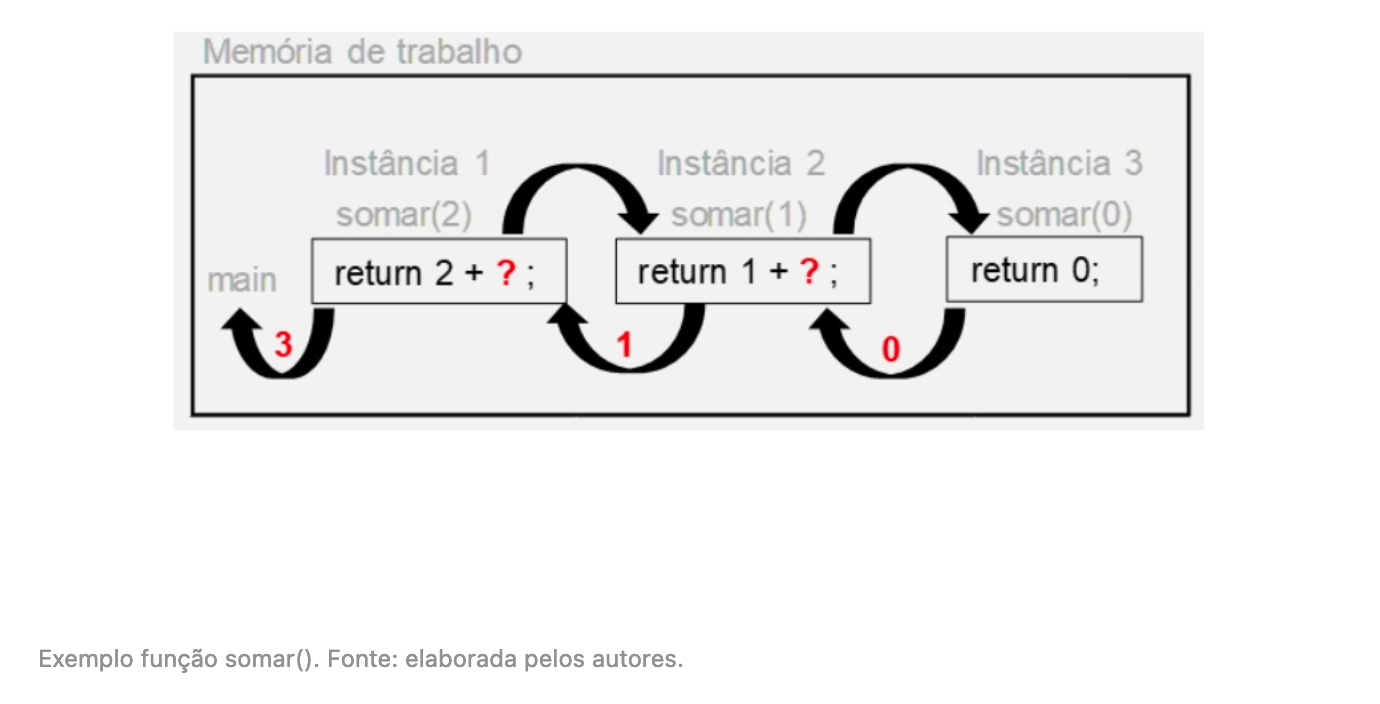 Memória de trabalho
Instância 1
Instância 2
Instância 3
somar(2)
somar(1)
somar(0)
main
return 2 + ? ;
return 1 + ? ;
return 0;
3
1
0
Exemplo função somar(). Fonte: elaborada pelos autores.